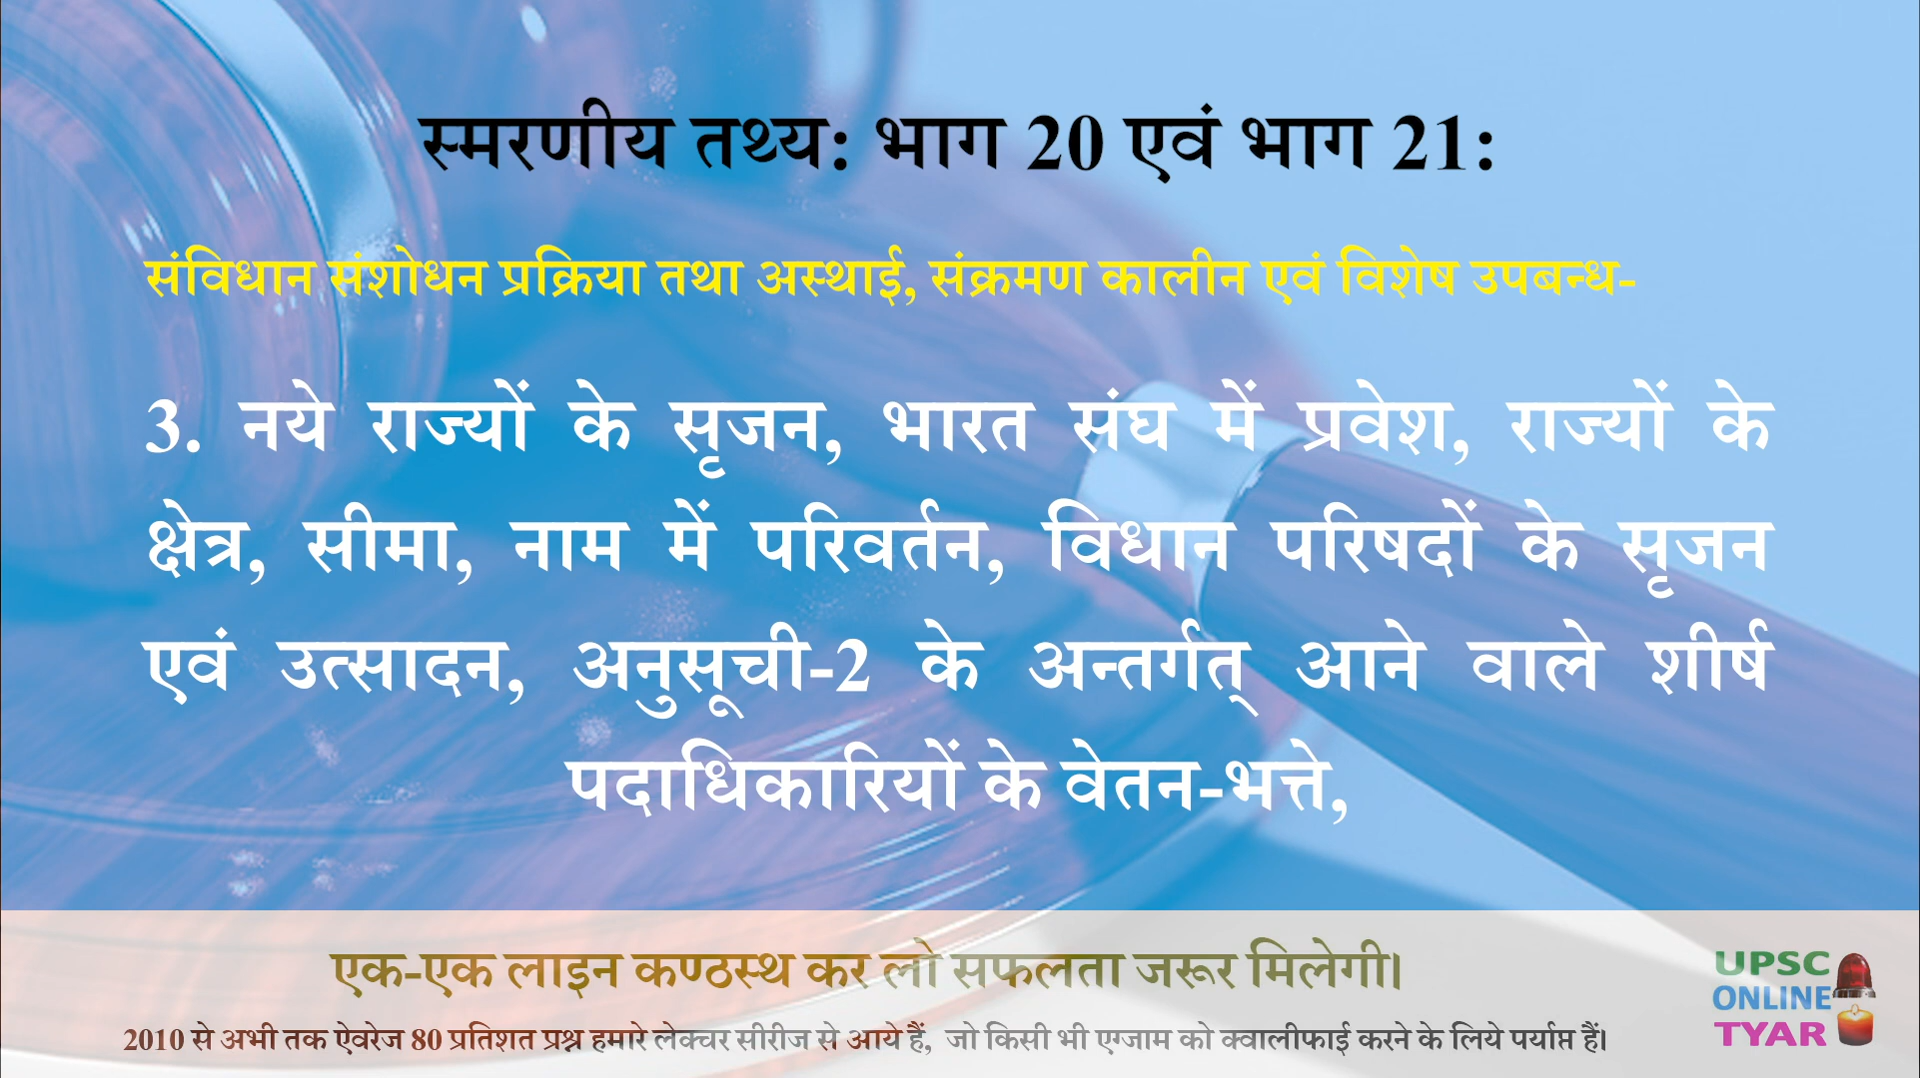 स्मरणीय तथ्य: भाग 20 एवं भाग 21:
संविधान संशोधन प्रक्रिया तथा अस्थाई, संक्रमण कालीन एवं विशेष उपबन्ध-
3. नये राज्यों के सृजन, भारत संघ में प्रवेश, राज्यों के
क्षेत्र, सीमा, नाम में परिवर्तन, विधान परिषदों के सृजन
एवं उत्सादन, अनुसूची-2 के अन्तर्गत् आने वाले शीर्ष
पदाधिकारियों के वेतन-भत्ते,
एक-एक लाइन कण्ठस्थ कर लो सफलता जरूर मिलेगी।
2010 से अभी तक ऐवरेज 80 प्रतिशत प्रश्न हमारे लेक्चर सीरीज से आये हैं, जो किसी भी एग्जाम को क्वालीफाई करने के लिये पर्याप्त हैं।
UPSC
ONLINE
TYAR